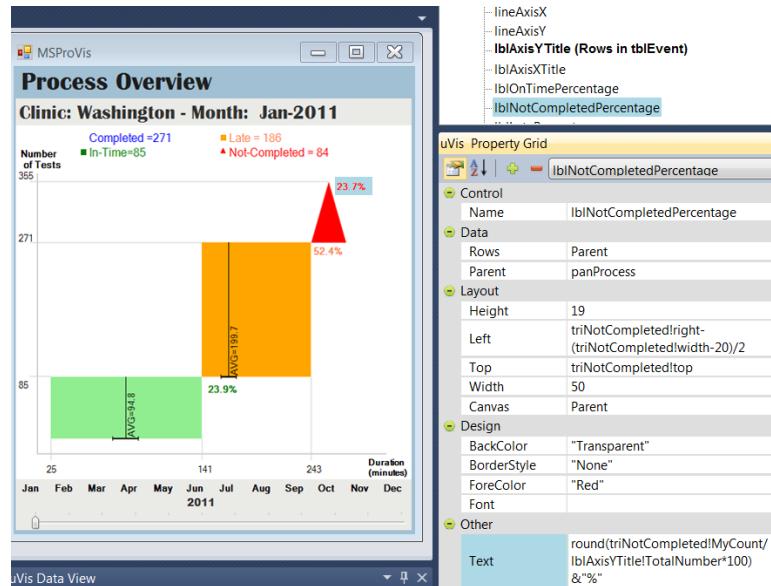 MSProVis
Process Overview
Clinic: Washington - Month: Jan-2011
Completed =271
Late = 186
In-Time=85
Not-Completed = 84
Number
of Tests
355
23.7%
271
52.4%
AVG=199.7
85
23.9%
AVG=94.8
25
141
243
Duration
(minutes)
Jan Feb Mar Apr May Jun Jul Aug Sep Oct Nov Dec
2011
uVis Data View
lineAxisX
lineAxisY
lblAxisYTitle (Rows in tblEvent)
lblAxisXTitle
lblOnTimePercentage
lblNotCompletedPercentage
uVis Property Grid
lblNotCompletedPercentage
Control
Name lblNotCompletedPercentage
Data
Rows Parent
Parent panProcess
Layout
Height 19
Left triNotCompleted!right-
(triNotCompleted!width-20)/2
Top triNotCompleted!top
Width 50
Canvas Parent
Design
BackColor "Transparent"
BorderStyle "None"
ForeColor "Red"
Font
Other
Text round(triNotCompleted!MyCount/
lblAxisYTitle!TotalNumber*100)
&"%"